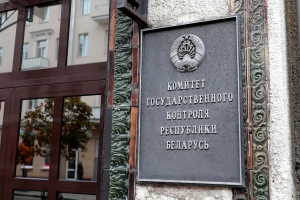 КОМИТЕТ
ГОСУДАРСТВЕННОГО
КОНТРОЛЯ
РЕСПУБЛИКИ
БЕЛАРУСЬ